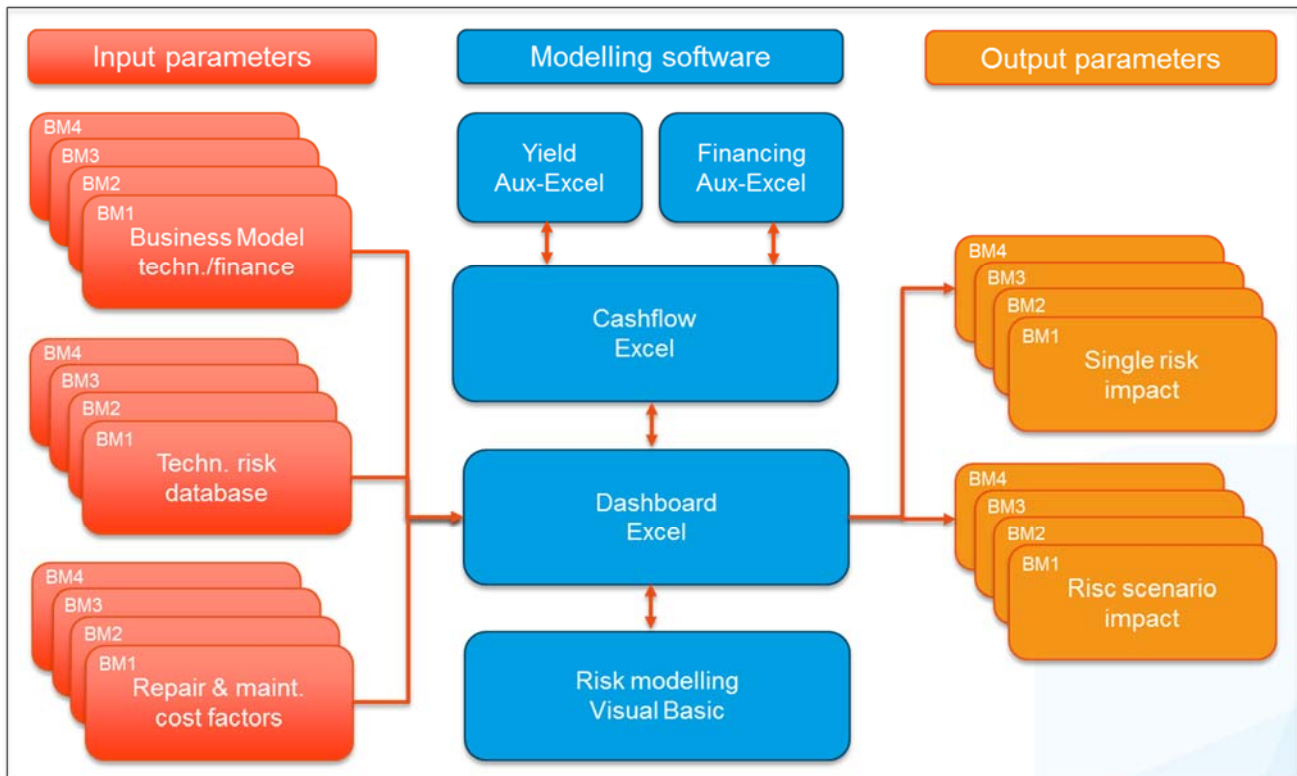 Input parameters
BM4
BM3
BM2
BM1
Business Model
techn./finance
BM4
BM3
BM2
BM1
Techn. risk
database
BM4
BM3
BM2
BM1
Repair & maint.
cost factors
Modelling software
Yield
Aux-Excel
Financing
Aux-Excel
Cashflow
Excel
Dashboard
Excel
Risk modelling
Visual Basic
Output parameters
BM4
BM3
BM2
BM1
Single risk
impact
BM4
BM3
BM2
BM1
Risc scenario
impact